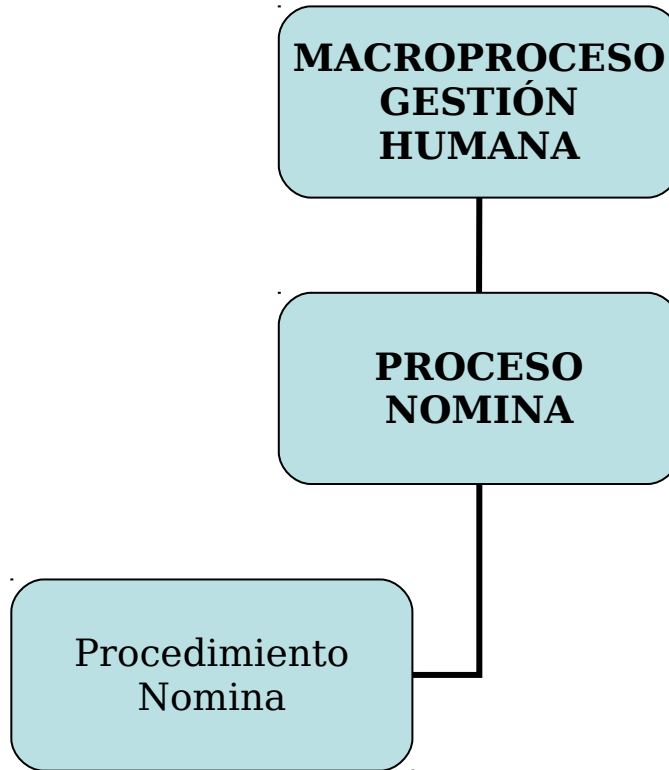 MACROPROCESO
GESTIÓN
HUMANA
PROCESO
NOMINA
Procedimiento
Nomina